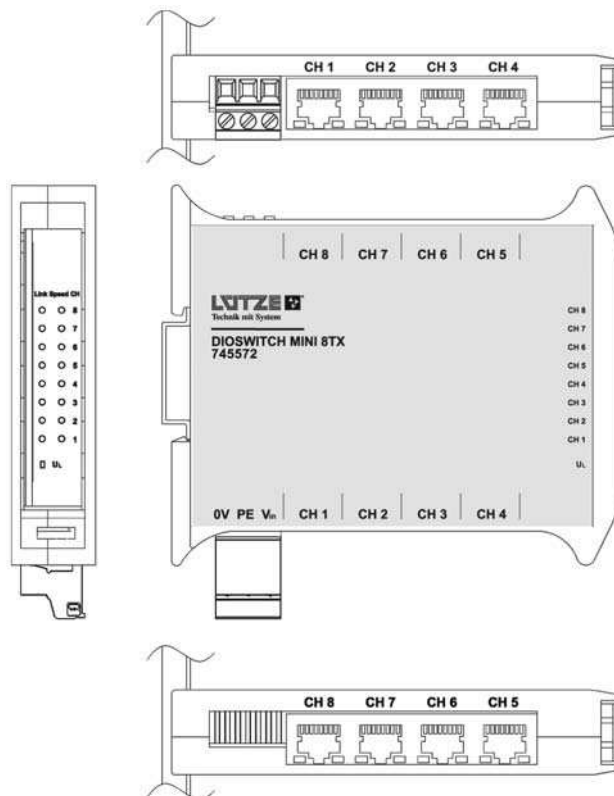 CH 1 CH 2 CH 3 CH 4
Link Speed CH
8
7
6
5
4
3
2
1
UL
CH 8 CH 7 CH 6 CH 5
LÜTZE
Technik mit System
DIOSWITCH MINI 8TX
745572
CH 8
CH 7
CH 6
CH 5
CH 4
CH 3
CH 2
CH 1
UL
0V PE Vin CH 1 CH 2 CH 3 CH 4
CH 8 CH 7 CH 6 CH 5